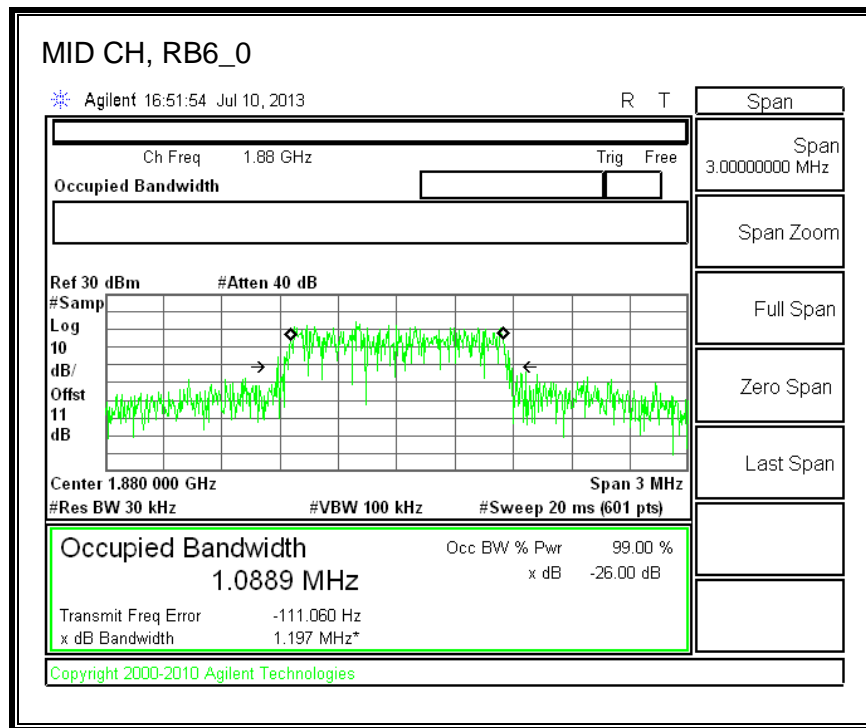 MID CH, RB6_0
Agilent 16:51:54 Jul 10, 2013 R T
Span
Ch Freq 1.88 GHz Trig Free
Occupied Bandwidth
Span
3.00000000 MHz
Span Zoom
Full Span
Zero Span
Last Span
Ref 30 dBm #Atten 40 dB
#Samp
Log
10
dB/
Offst
11
dB
Center 1.880 000 GHz Span 3 MHz
#Res BW 30 kHz #VBW 100 kHz #Sweep 20 ms (601 pts)
Occupied Bandwidth Occ BW % Pwr 99.00 %
1.0889 MHz x dB -26.00 dB
Transmit Freq Error -111.060 Hz
x dB Bandwidth 1.197 MHz*
Copyright 2000-2010 Agilent Technologies